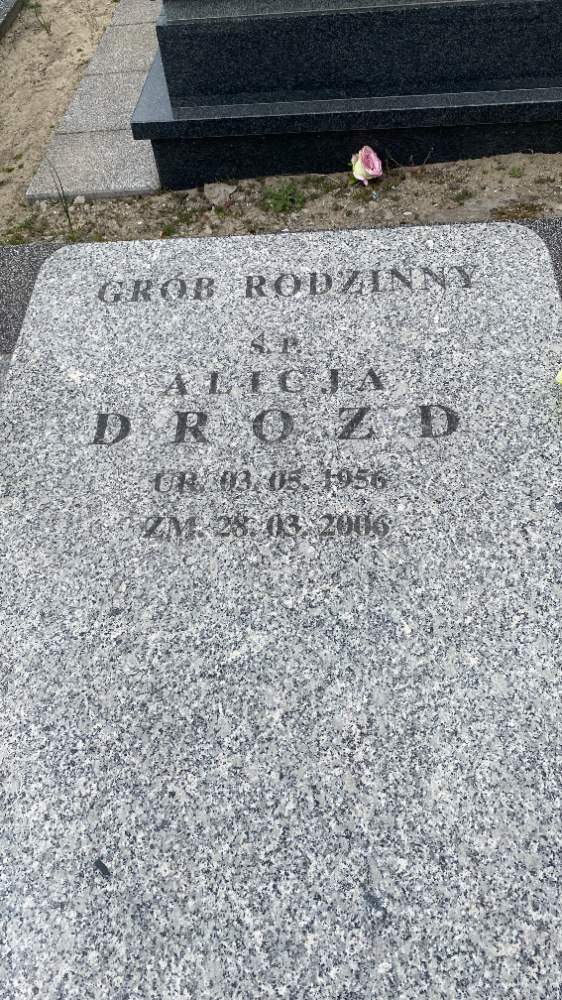 GRÓB RODZINNY
Ś.P.
ALICJA
DROZD
UR. 03. 05. 1956
ZM. 28. 03. 2006